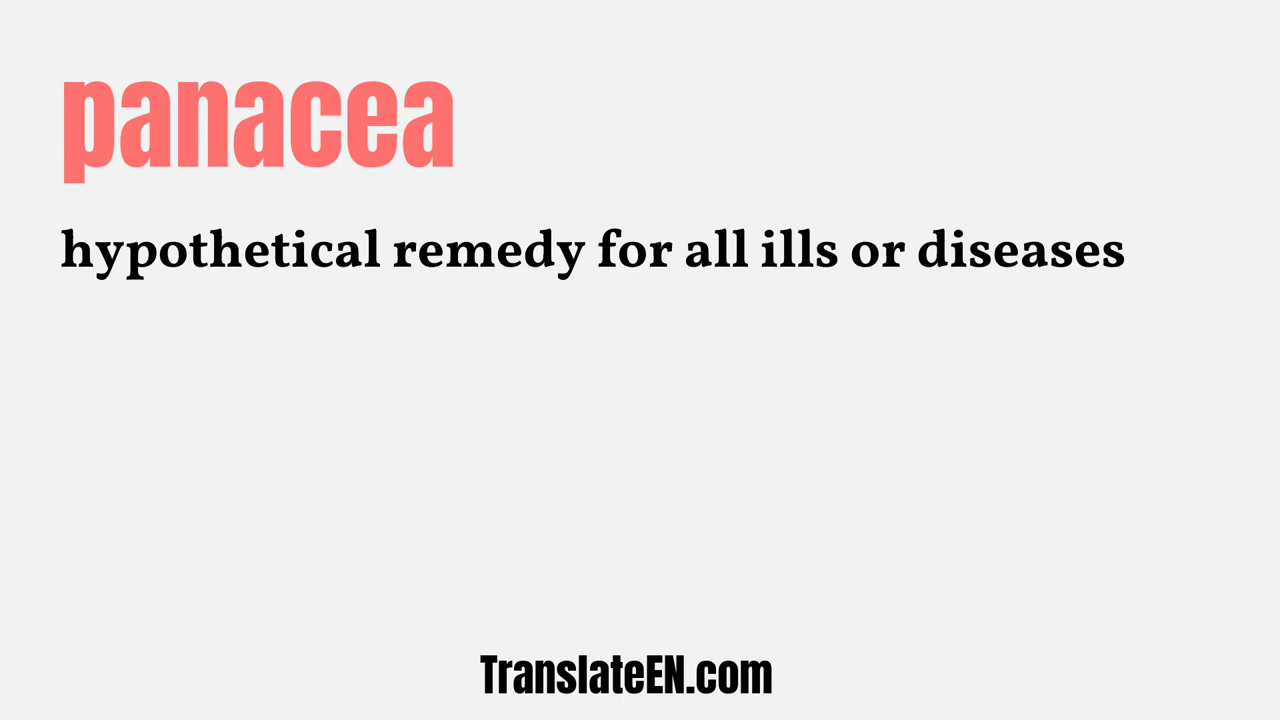 panacea
hypothetical remedy for all ills or diseases
TranslateEN.com